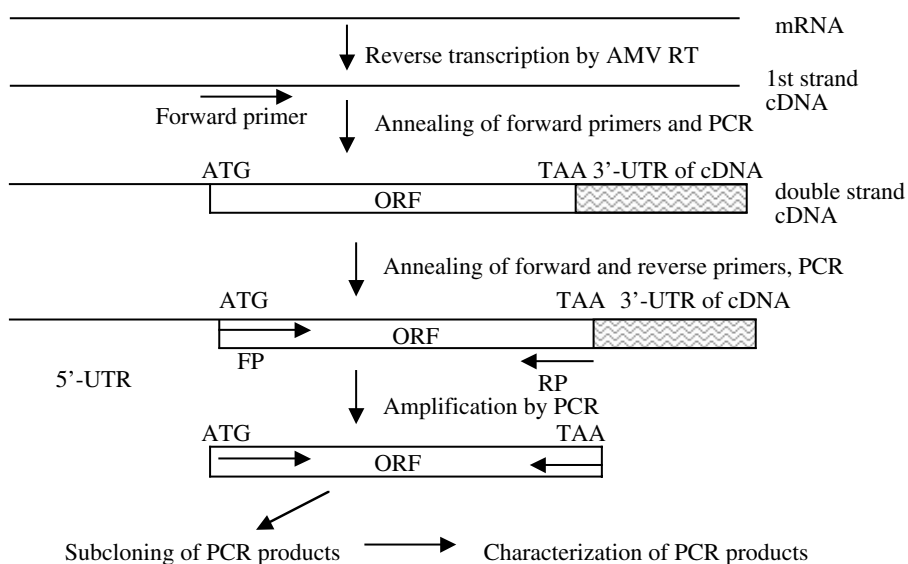 mRNA
Reverse transcription by AMV RT
1st strand
cDNA
Forward primer
Annealing of forward primers and PCR
ATG
TAA 3’-UTR of cDNA
ORF
double strand
cDNA
Annealing of forward and reverse primers, PCR
ATG
TAA 3’-UTR of cDNA
ORF
FP
RP
5’-UTR
Amplification by PCR
ATG
TAA
ORF
Subcloning of PCR products
Characterization of PCR products